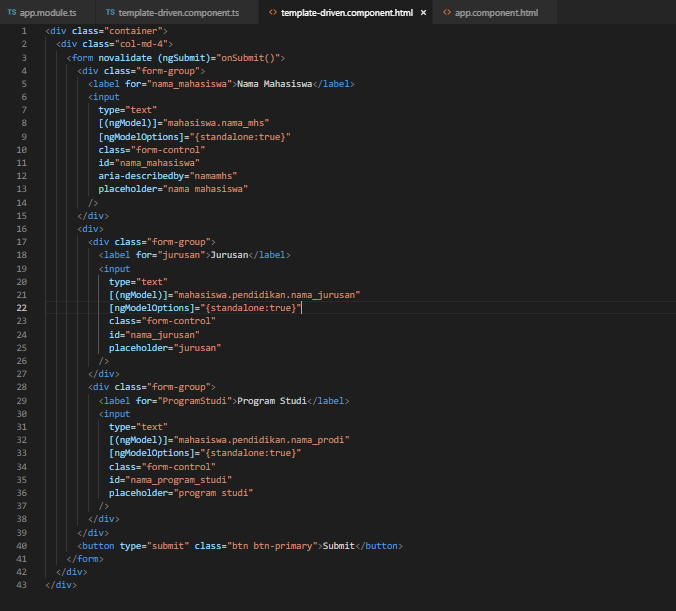 TS app.module.ts TS template-driven.component.ts <> template-driven.component.html × <> app.component.html
1 <div class="container">
2 <div class="col-md-4">
3 <form novalidate (ngSubmit)="onSubmit()">
4 <div class="form-group">
5 <label for="nama_mahasiswa">Nama Mahasiswa</label>
6 <input
7 type="text"
8 [(ngModel)]="mahasiswa.nama_mhs"
9 [ngModelOptions]="{standalone:true}"
10 class="form-control"
11 id="nama_mahasiswa"
12 aria-describedby="namamhs"
13 placeholder="nama mahasiswa"
14 />
15 </div>
16 <div>
17 <div class="form-group">
18 <label for="jurusan">Jurusan</label>
19 <input
20 type="text"
21 [(ngModel)]="mahasiswa.pendidikan.nama_jurusan"
22 [ngModelOptions]="{standalone:true}"
23 class="form-control"
24 id="nama_jurusan"
25 placeholder="jurusan"
26 />
27 </div>
28 <div class="form-group">
29 <label for="ProgramStudi">Program Studi</label>
30 <input
31 type="text"
32 [(ngModel)]="mahasiswa.pendidikan.nama_prodi"
33 [ngModelOptions]="{standalone:true}"
34 class="form-control"
35 id="nama_program_studi"
36 placeholder="program studi"
37 />
38 </div>
39 </div>
40 <button type="submit" class="btn btn-primary">Submit</button>
41 </form>
42 </div>
43 </div>